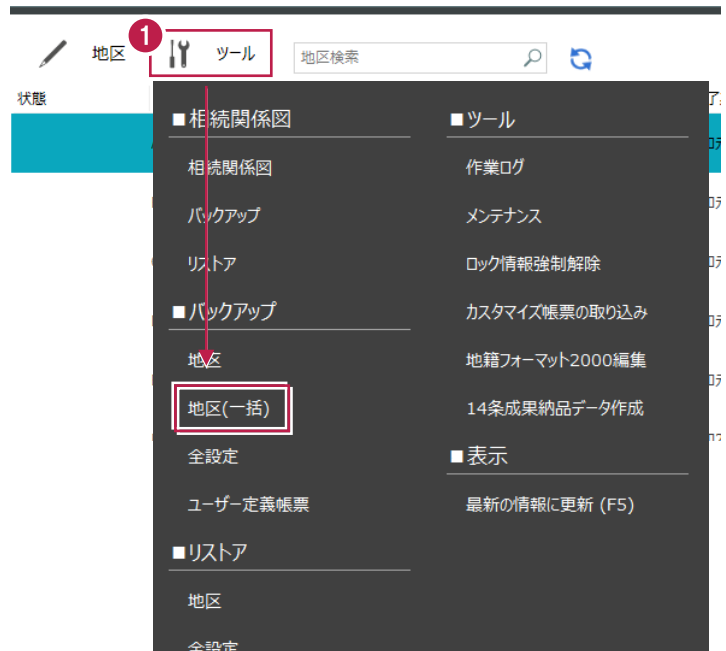 地区
1
ツール
地区検索
状態
■相続関係図
相続関係図
バックアップ
リストア
■バックアップ
地区
地区(一括)
全設定
ユーザー定義帳票
■リストア
地区
全設定
■ツール
作業ログ
メンテナンス
ロック情報強制解除
カスタマイズ帳票の取り込み
地籍フォーマット2000編集
14条成果納品データ作成
■表示
最新の情報に更新 (F5)